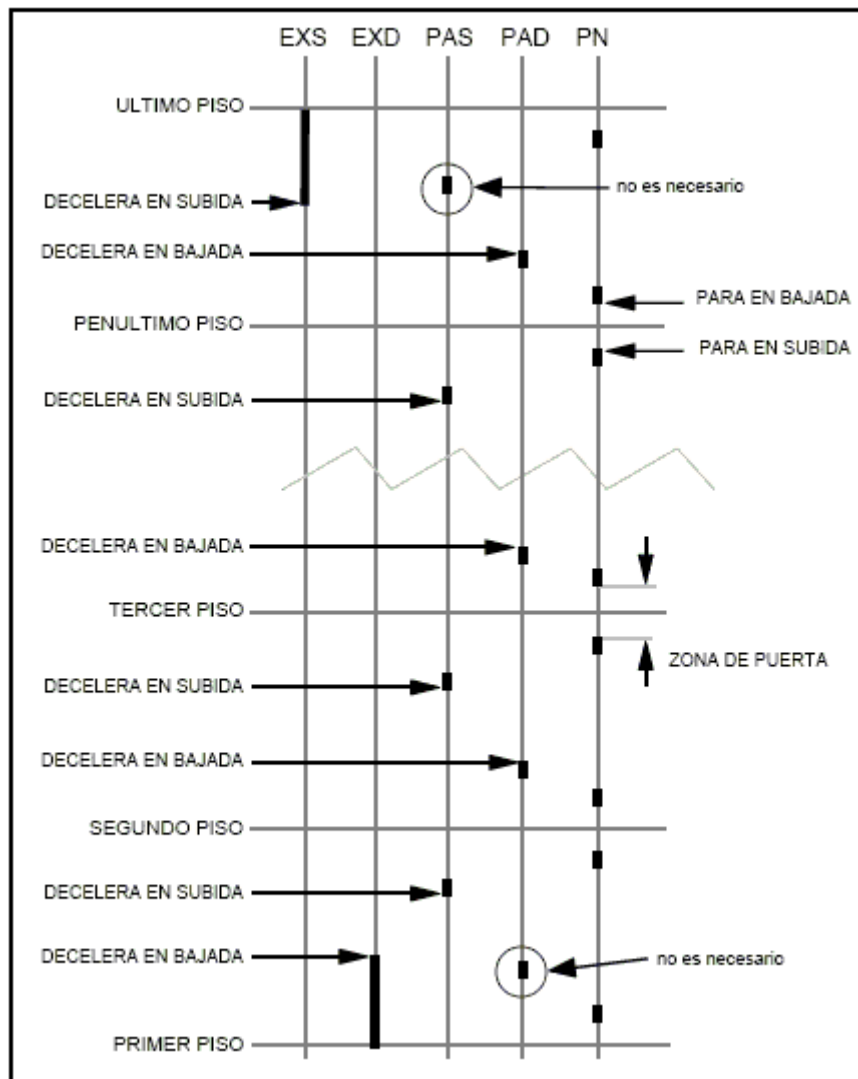 EXS EXD PAS PAD PN
ULTIMO PISO
no es necesario
DECELERA EN SUBIDA
DECELERA EN BAJADA
PARA EN BAJADA
PENULTIMO PISO
PARA EN SUBIDA
DECELERA EN SUBIDA
DECELERA EN BAJADA
TERCER PISO
ZONA DE PUERTA
DECELERA EN SUBIDA
DECELERA EN BAJADA
SEGUNDO PISO
DECELERA EN SUBIDA
DECELERA EN BAJADA
no es necesario
PRIMER PISO